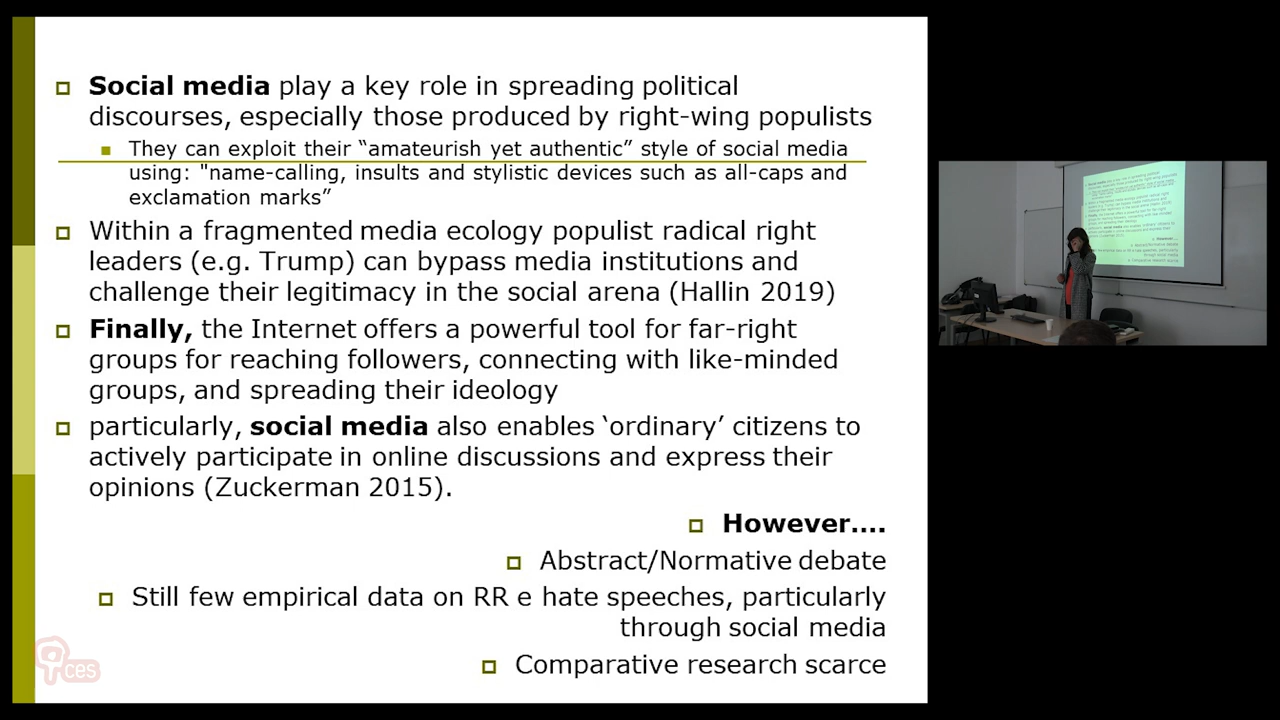 Social media play a key role in spreading political
discourses, especially those produced by right-wing populists
They can exploit their “amateurish yet authentic” style of social media
using: "name-calling, insults and stylistic devices such as all-caps and
exclamation marks”
Within a fragmented media ecology populist radical right
leaders (e.g. Trump) can bypass media institutions and
challenge their legitimacy in the social arena (Hallin 2019)
Finally, the Internet offers a powerful tool for far-right
groups for reaching followers, connecting with like-minded
groups, and spreading their ideology
particularly, social media also enables ‘ordinary’ citizens to
actively participate in online discussions and express their
opinions (Zuckerman 2015).
However....
Abstract/Normative debate
Still few empirical data on RR e hate speeches, particularly
through social media
Comparative research scarce
ces